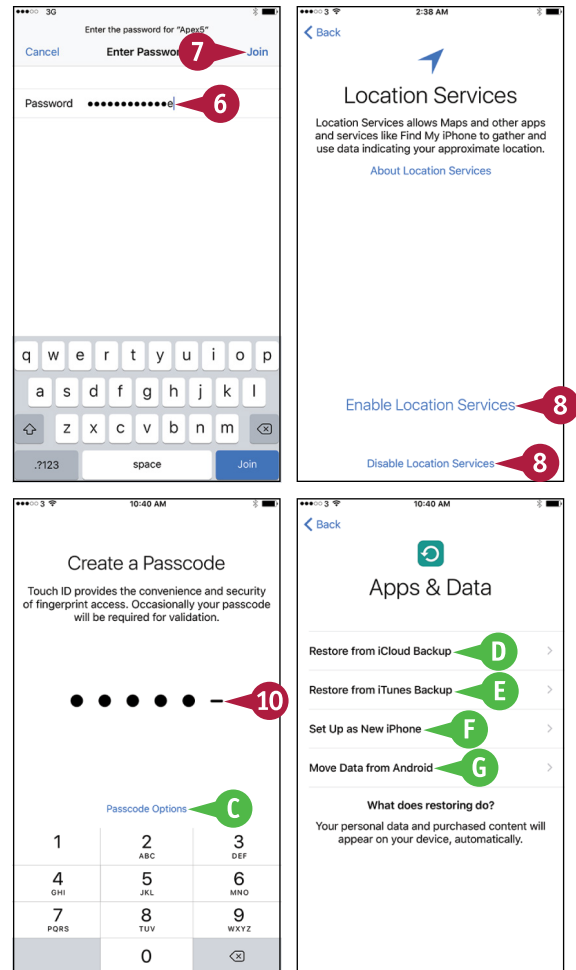 3G
Enter the password for "Apex5"
Cancel Enter Passwor 7 Join
Password ●●●●●●●●●●●●e 6
q w e r t y u i o p
a s d f g h j k l
z x c v b n m
.?123 space Join
3 2:38 AM
Back
Location Services
Location Services allows Maps and other apps
and services like Find My iPhone to gather and
use data indicating your approximate location.
About Location Services
Enable Location Services 8
Disable Location Services 8
3 10:40 AM
Create a Passcode
Touch ID provides the convenience and security
of fingerprint access. Occasionally your passcode
will be required for validation.
10
Passcode Options C
1 2 3
ABC DEF
4 5 6
GHI JKL MNO
7 8 9
PQRS TUV WXYZ
0
3 10:40 AM
Back
Apps & Data
Restore from iCloud Backup D
Restore from iTunes Backup E
Set Up as New iPhone F
Move Data from Android G
What does restoring do?
Your personal data and purchased content will
appear on your device, automatically.